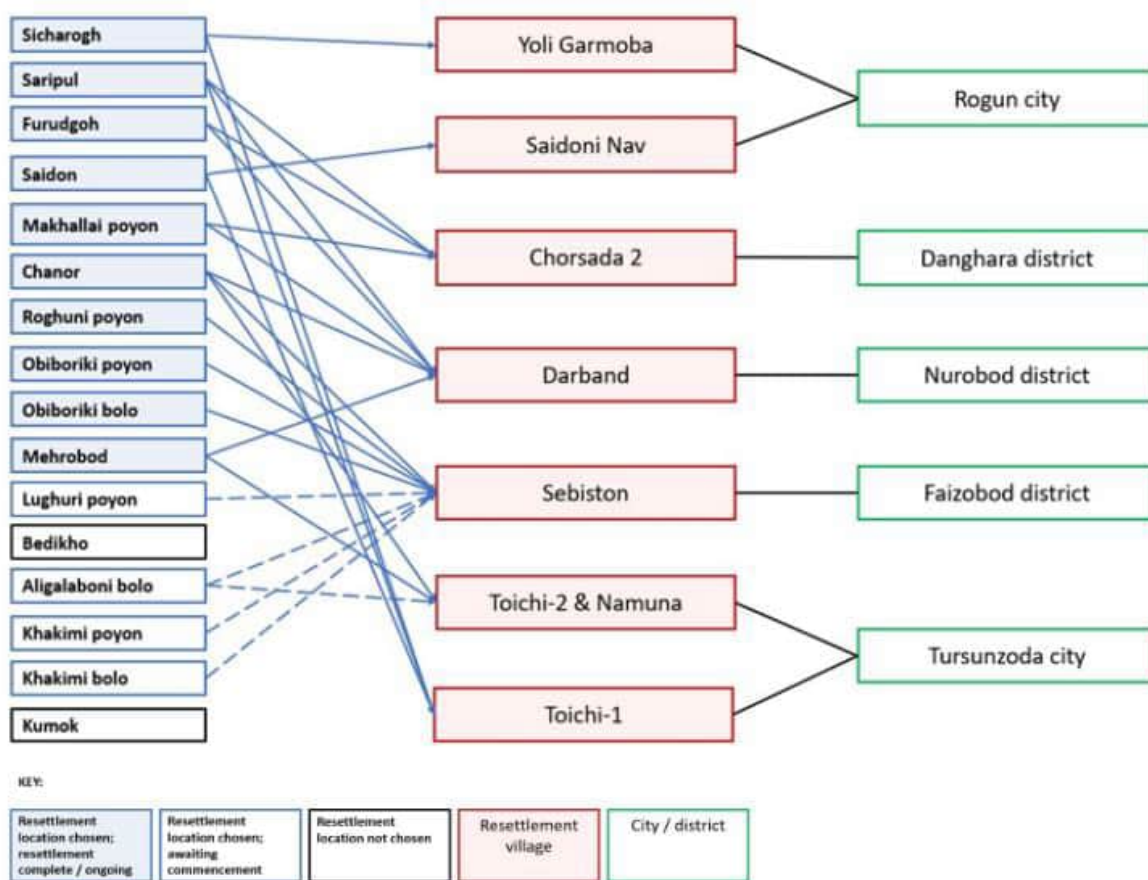 Sicharogh
Saripul
Furudgoh
Saidon
Makhallai poyon
Chanor
Roghuni poyon
Obiboriki poyon
Obiboriki bolo
Mehrobod
Lughuri poyon
Bedikho
Aligalaboni bolo
Khakimi poyon
Khakimi bolo
Kumok
Yoli Garmoba
Saidoni Nav
Chorsada 2
Darband
Sebiston
Toichi-2 & Namuna
Toichi-1
Rogun city
Danghara district
Nurobod district
Faizobod district
Tursunzoda city
KEY:
Resettlement
location chosen;
resettlement
complete / ongoing
Resettlement
location chosen;
awaiting
commencement
Resettlement
location not chosen
Resettlement
village
City / district